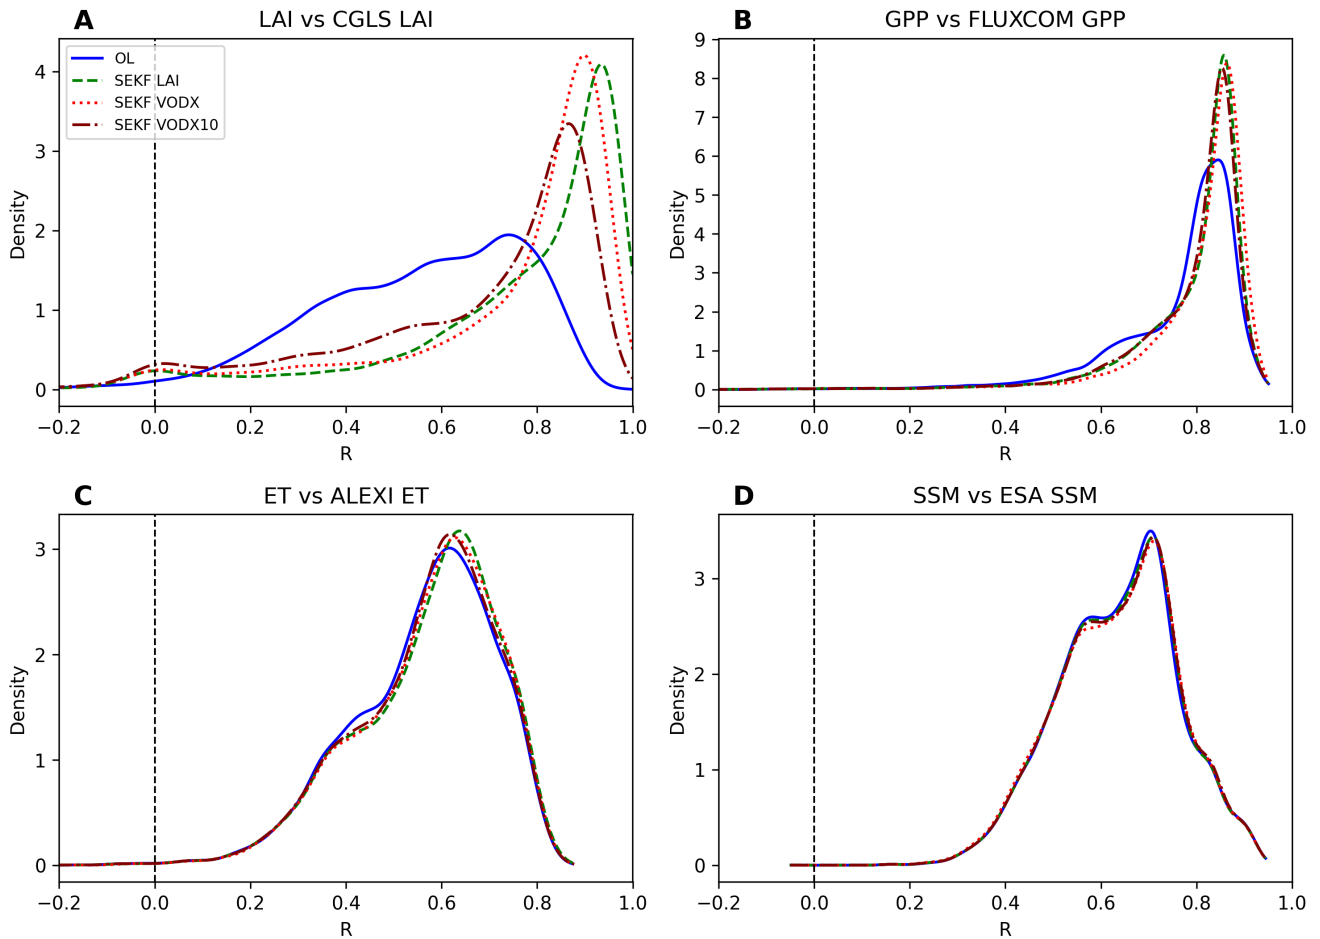 A
LAI vs CGLS LAI
OL
SEKF LAI
SEKF VODX
SEKF VODX10
Density
4
3
2
1
0
−0.2 0.0 0.2 0.4 0.6 0.8 1.0
R
B
GPP vs FLUXCOM GPP
Density
9
8
7
6
5
4
3
2
1
0
−0.2 0.0 0.2 0.4 0.6 0.8 1.0
R
C
ET vs ALEXI ET
Density
3
2
1
0
−0.2 0.0 0.2 0.4 0.6 0.8 1.0
R
D
SSM vs ESA SSM
Density
3
2
1
0
−0.2 0.0 0.2 0.4 0.6 0.8 1.0
R